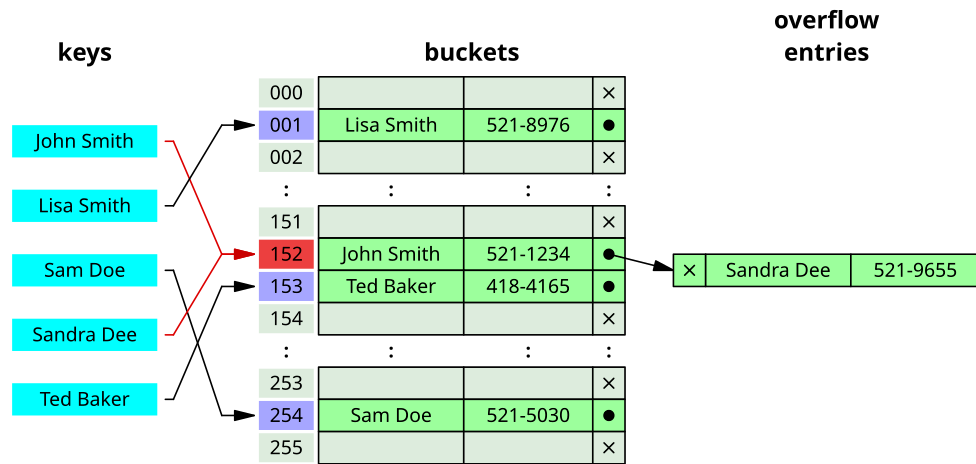 overflow
keys buckets entries
000 ×
001 Lisa Smith 521-8976 ●
John Smith
002 ×
: : : :
Lisa Smith
151 ×
152 John Smith 521-1234 ●
Sam Doe × Sandra Dee 521-9655
153 Ted Baker 418-4165 ●
154 ×
Sandra Dee
: : : :
253 ×
Ted Baker
254 Sam Doe 521-5030 ●
255 ×